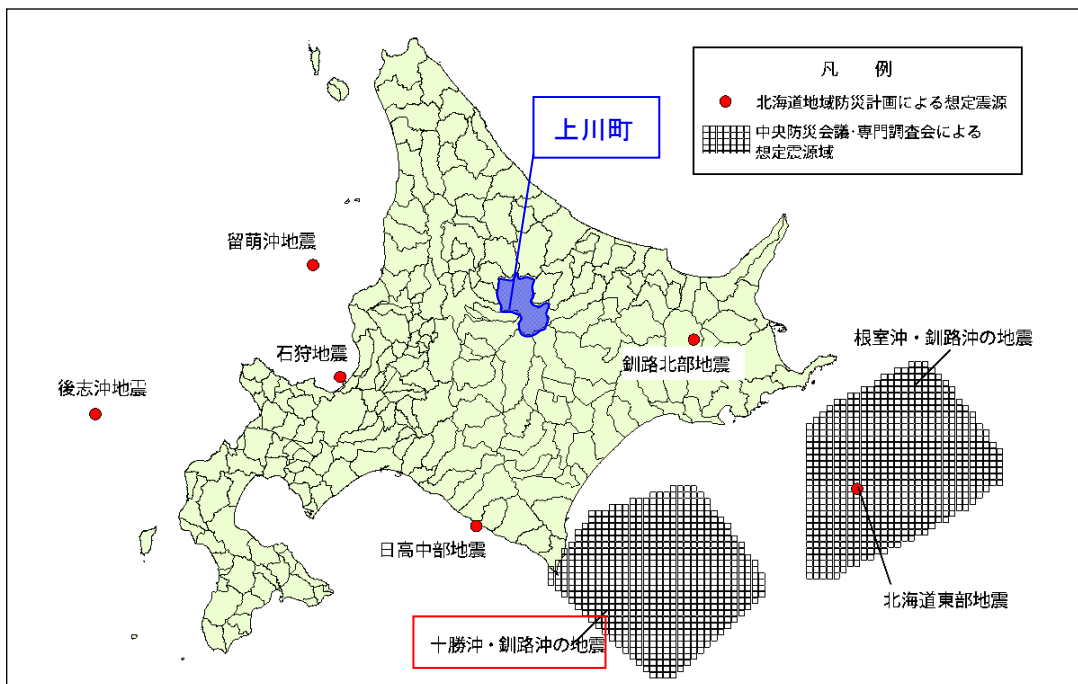 凡 例
北海道地域防災計画による想定震源
中央防災会議・専門調査会による
想定震源域
上川町
留萌沖地震
石狩地震
後志沖地震
釧路北部地震
根室沖・釧路沖の地震
日高中部地震
北海道東部地震
十勝沖・釧路沖の地震